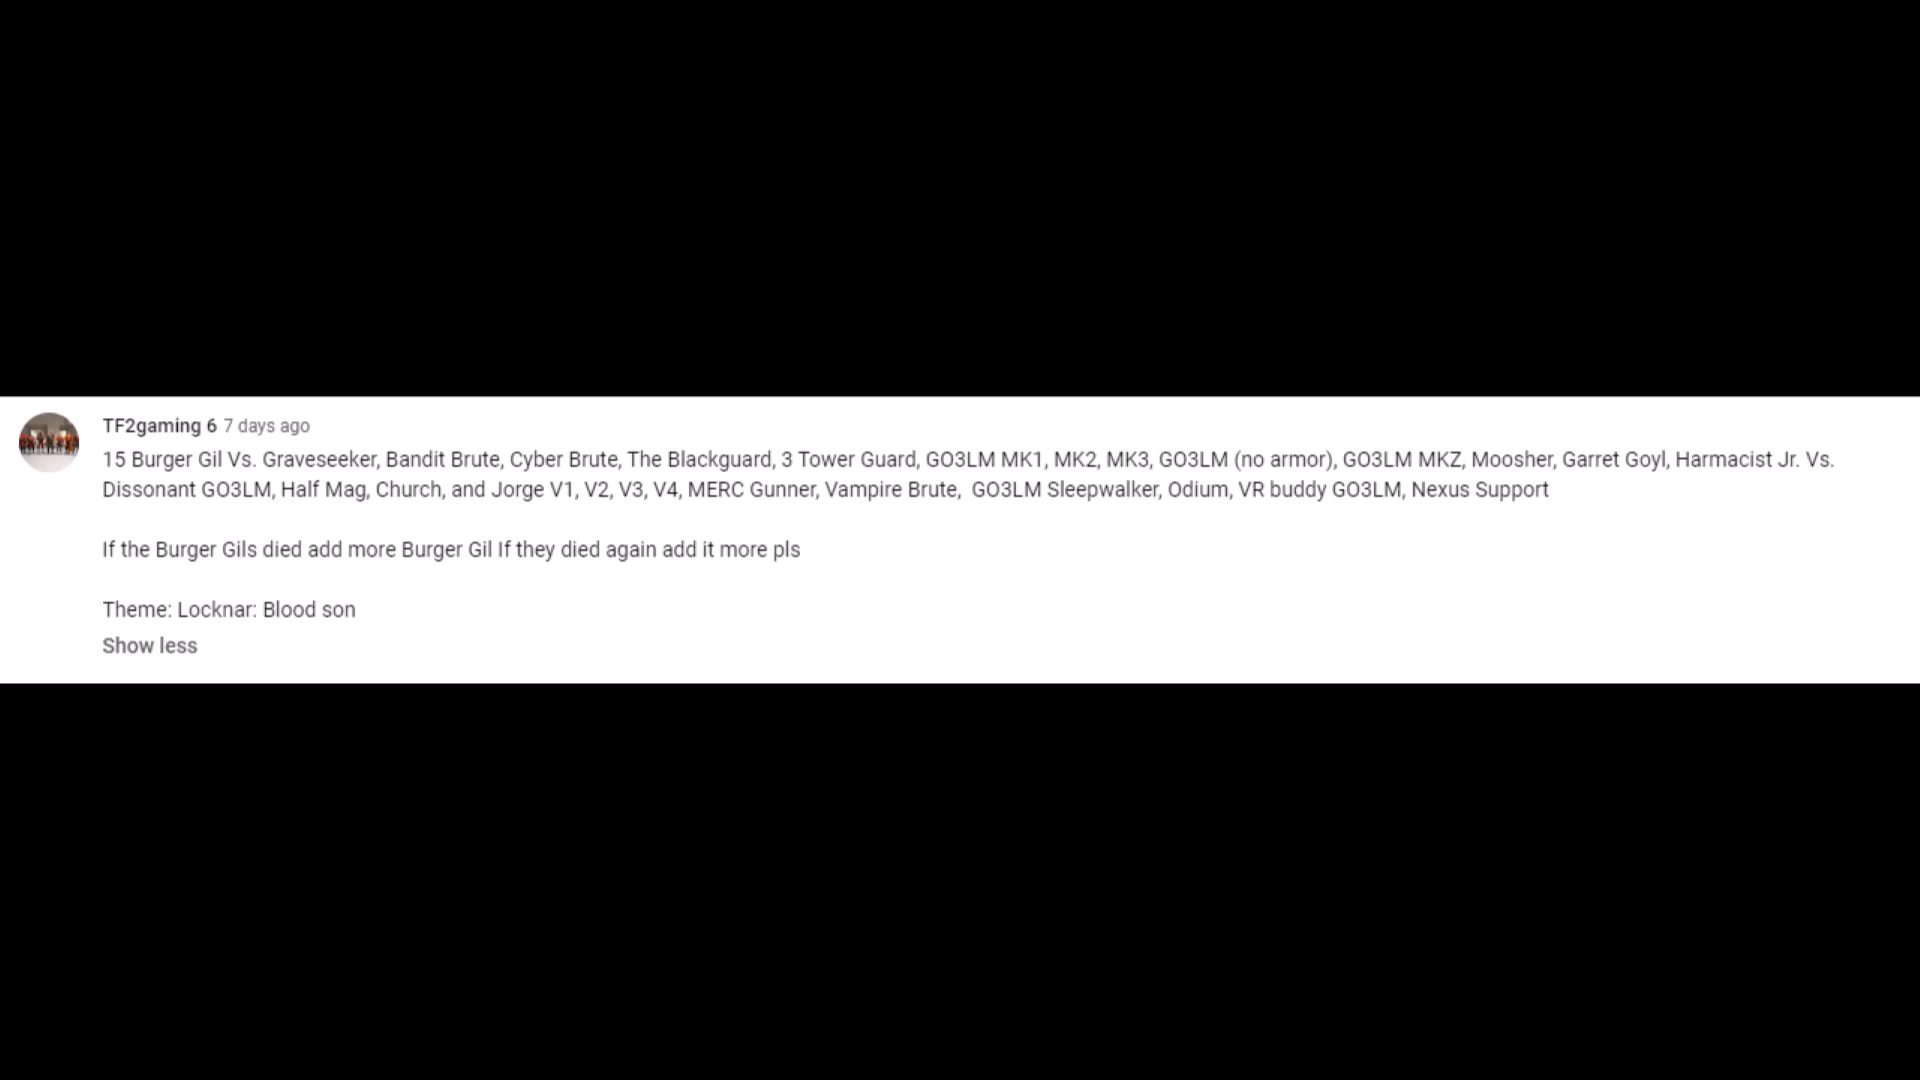 TF2gaming 6 7 days ago
15 Burger Gil Vs. Graveseeker, Bandit Brute, Cyber Brute, The Blackguard, 3 Tower Guard, GO3LM MK1, MK2, MK3, GO3LM (no armor), GO3LM MKZ, Moosher, Garret Goyl, Harmacist Jr. Vs.
Dissonant GO3LM, Half Mag, Church, and Jorge V1, V2, V3, V4, MERC Gunner, Vampire Brute,  GO3LM Sleepwalker, Odium, VR buddy GO3LM, Nexus Support
If the Burger Gils died add more Burger Gil If they died again add it more pls
Theme: Locknar: Blood son
Show less